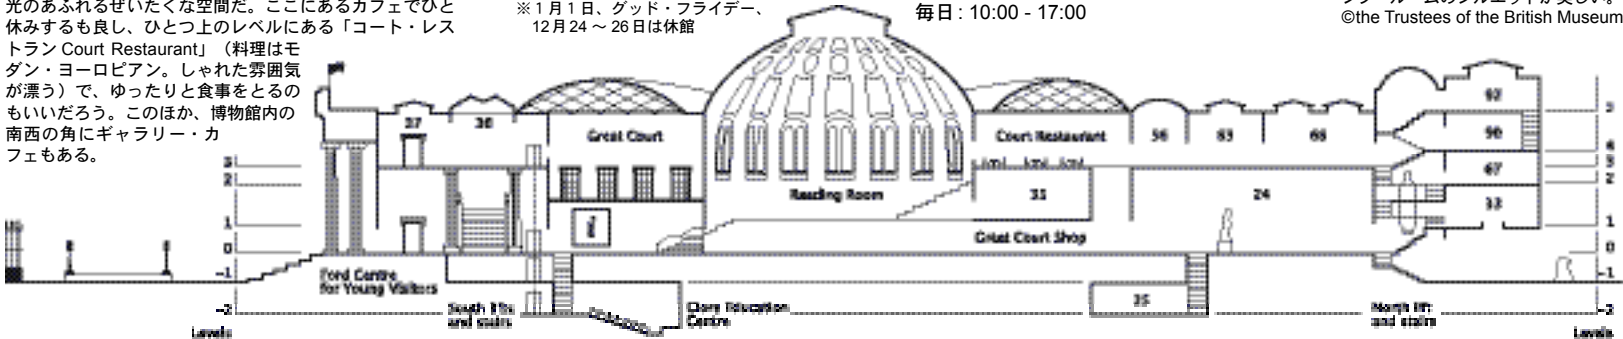 光のあふれるぜいたくな空間だ。ここにあるカフェでひと
休みするも良し、ひとつ上のレベルにある「コート・レス
トラン Court Restaurant」（料理はモ
ダン・ヨーロピアン。しゃれた雰囲気
が漂う）で、ゆったりと食事をとるの
もいいだろう。このほか、博物館内の
南西の角にギャラリー・カ
フェもある。
※１月１日、グッド・フライデー、
12月24 ～ 26日は休館
毎日 : 10:00 - 17:00
©the Trustees of the British Museum
37
36
Great Court
Court Restaurant
56
63
68
92
90
67
33
Reading Room
24
i
Great Court Shop
Ford Centre
for Young Visitors
South lifts
and stairs
Clore Education
Centre
25
North lift
and stairs
3
2
1
0
-1
-2
Levels
5
4
3
2
1
0
-1
-2
Levels